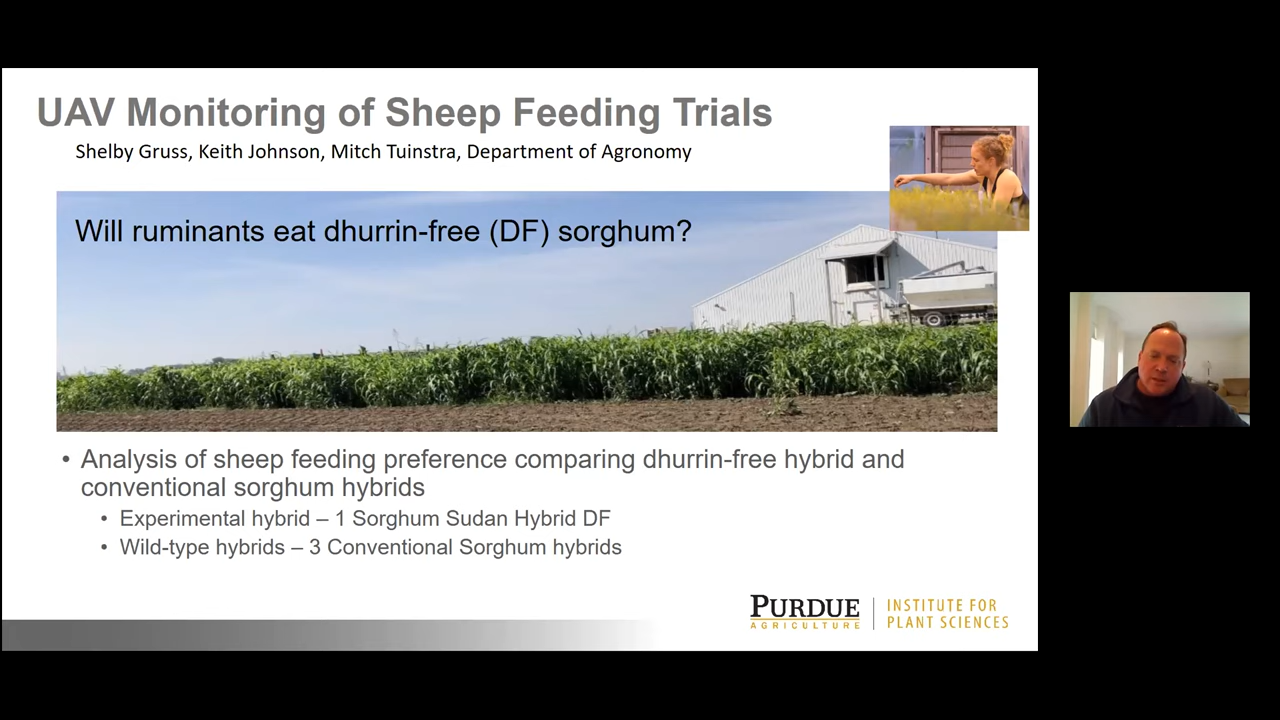 UAV Monitoring of Sheep Feeding Trials
Shelby Gruss, Keith Johnson, Mitch Tuinstra, Department of Agronomy
Will ruminants eat dhurrin-free (DF) sorghum?
• Analysis of sheep feeding preference comparing dhurrin-free hybrid and
conventional sorghum hybrids
• Experimental hybrid – 1 Sorghum Sudan Hybrid DF
• Wild-type hybrids – 3 Conventional Sorghum hybrids
PURDUE
AGRICULTURE
INSTITUTE FOR
PLANT SCIENCES